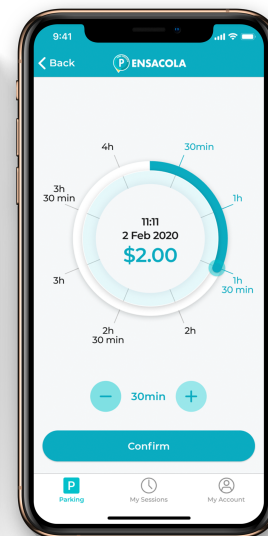 9:41
Back
P ENSACOLA
4h
30min
3h
30 min
1h
11:11
2 Feb 2020
$2.00
3h
1h
30 min
2h
30 min
2h
30min
Confirm
P
Parking
My Sessions
My Account